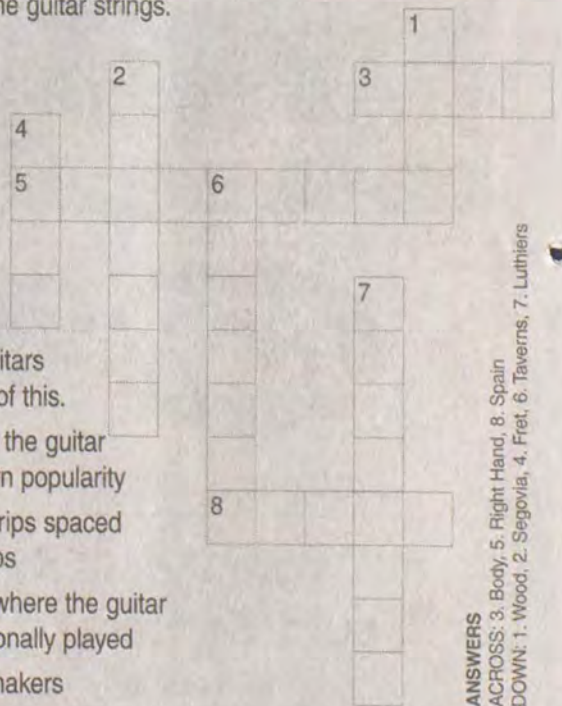 he guitar strings.
1
2 3
4
5 6
7
itars
of this.
the guitar
n popularity
rips spaced
ps
8
where the guitar
onally played
makers
ANSWERS
ACROSS: 3. Body, 5. Right Hand, 8. Spain
DOWN: 1. Wood, 2. Segovia, 4. Fret, 6. Taverns, 7. Luthiers